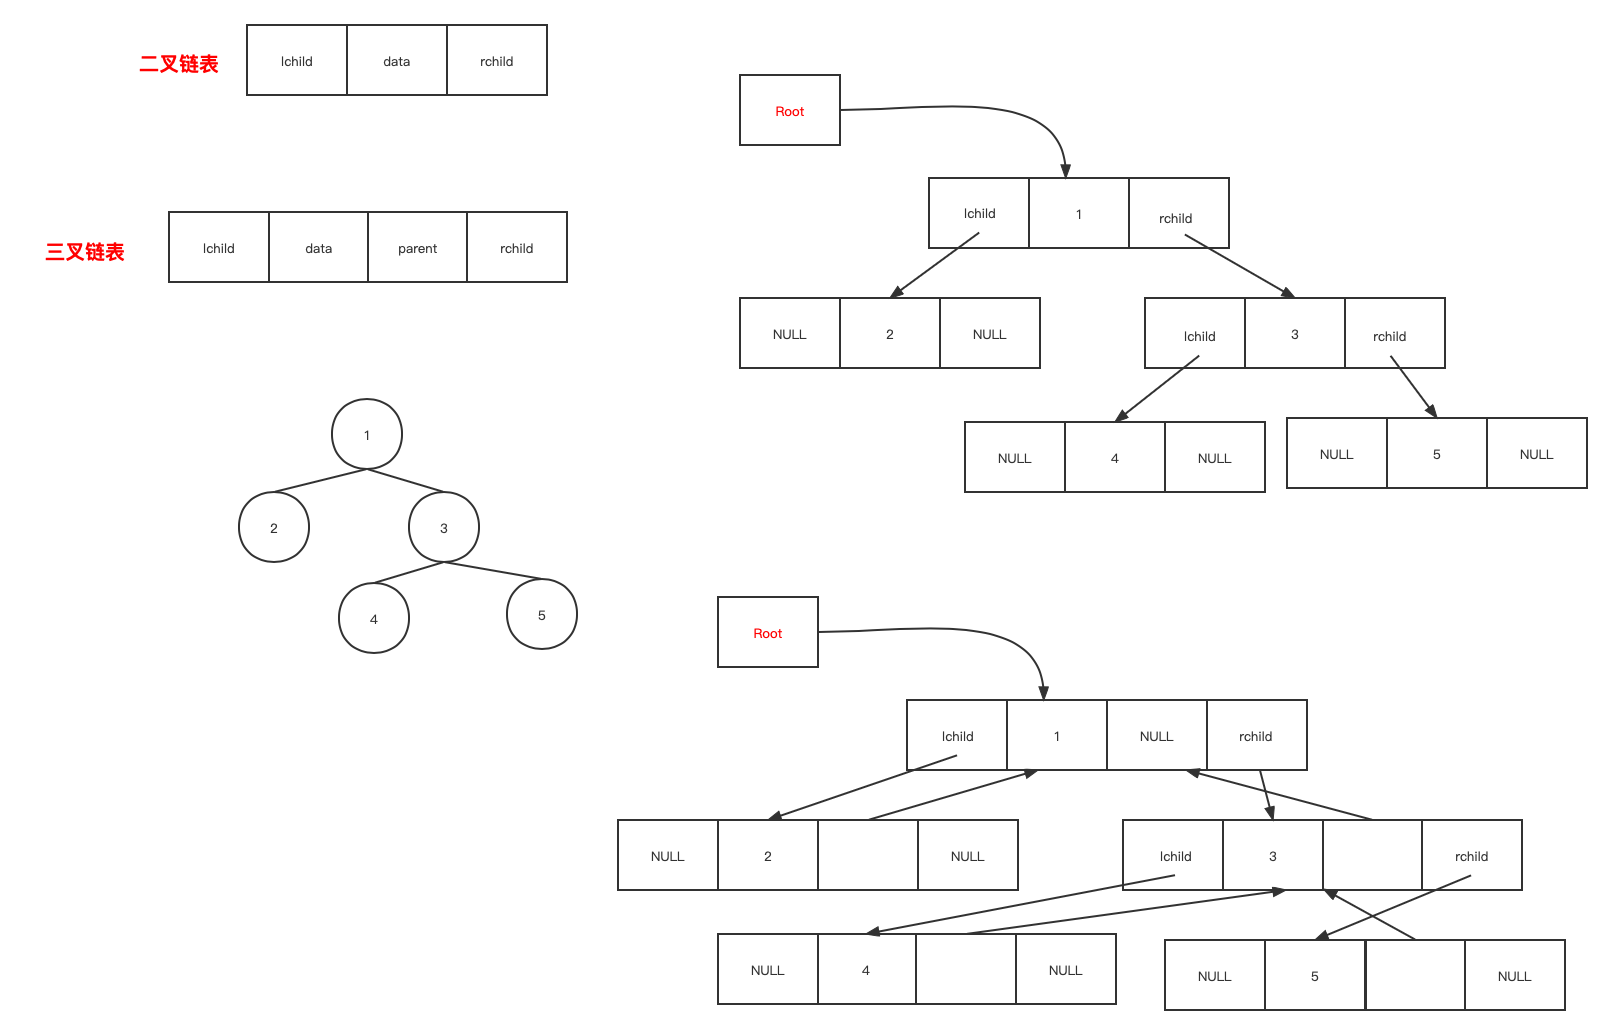 二叉链表
lchild data rchild
三叉链表
lchild data parent rchild
1
2 3
4 5
Root
lchild 1 rchild
NULL 2 NULL
lchild 3 rchild
NULL 4 NULL
NULL 5 NULL
Root
lchild 1 NULL rchild
NULL 2 NULL
lchild 3 rchild
NULL 4 NULL
NULL 5 NULL